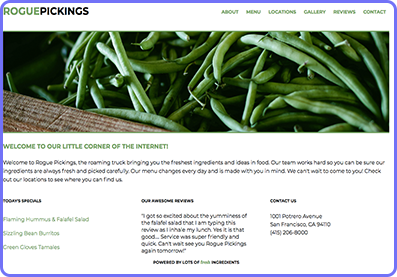 ROGUEPICKINGS
ABOUT MENU LOCATIONS GALLERY REVIEWS CONTACT
WELCOME TO OUR LITTLE CORNER OF THE INTERNET!
Welcome to Rogue Pickings, the roaming truck bringing you the freshest ingredients and ideas in food. Our team works hard so you can be sure our
ingredients are always fresh and picked carefully. Our menu changes every day and is made with you in mind. We can't wait to come to you! Check
out our locations to see where you can find us.
TODAY'S SPECIALS
Flaming Hummus & Falafel Salad
Sizzling Bean Burritos
Green Gloves Tamales
OUR AWESOME REVIEWS
"I got so excited about the yumminess of
the falafel salad that I am typing this
review as I inhale my lunch. Yes it is that
good.... Service was super friendly and
quick. Can't wait see you Rogue Pickings
again tomorrow!"
CONTACT US
1001 Potrero Avenue
San Francisco, CA 94110
(415) 206-8000
POWERED BY LOTS OF fresh INGREDIENTS